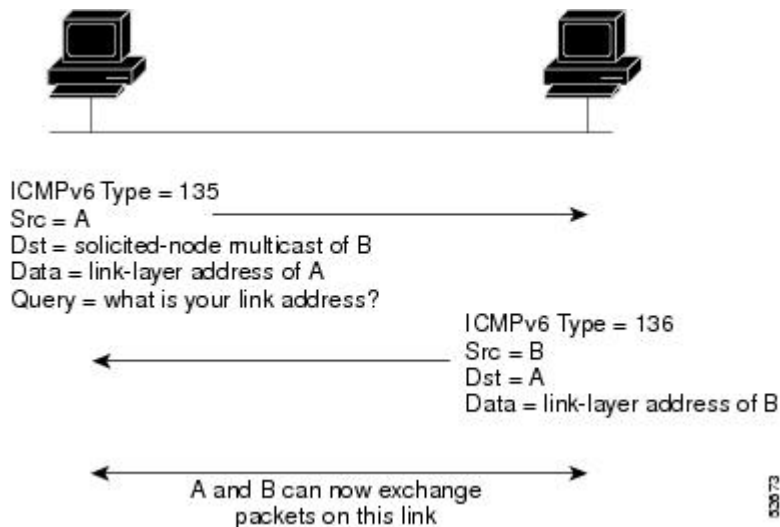 ICMPv6 Type = 135
Src = A
Dst = solicited-node multicast of B
Data = link-layer address of A
Query = what is your link address?
ICMPv6 Type = 136
Src = B
Dst = A
Data = link-layer address of B
A and B can now exchange
packets on this link